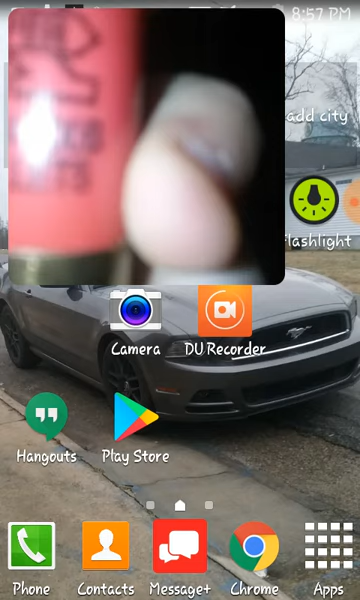 8:57 PM
add city
Flashlight
Camera
DU Recorder
Hangouts
Play Store
Phone
Contacts
Message+
Chrome
Apps